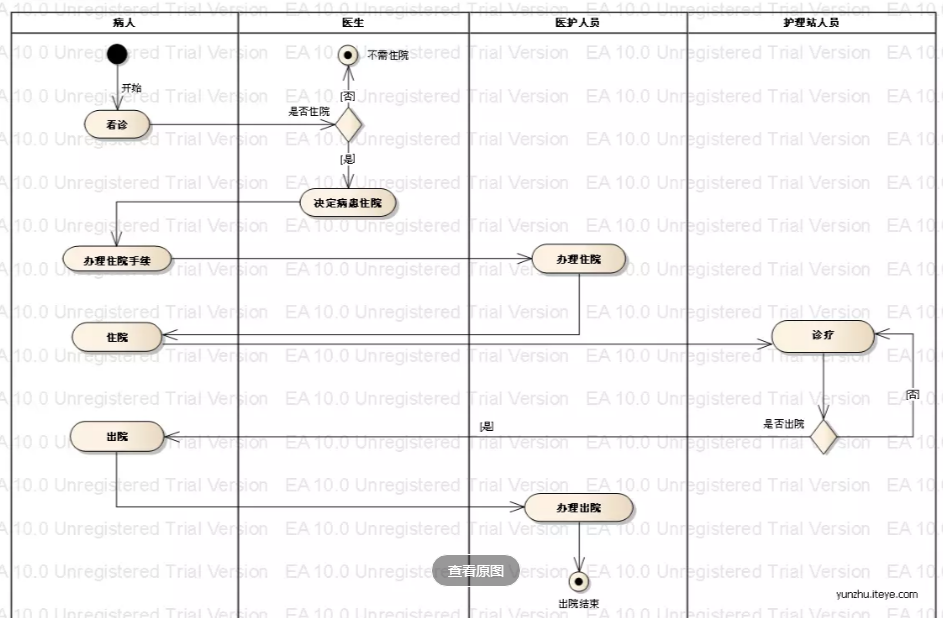 病人 医生 医护人员 护理站人员
EA 10.0 Unregistered Trial Version
不需住院
开始
[否]
是否住院
看诊
[是]
决定病患住院
办理住院手续 办理住院
住院 诊疗
[否]
是否出院
[是]
出院
办理出院
查看原图
出院结束
yunzhu.iteye.com